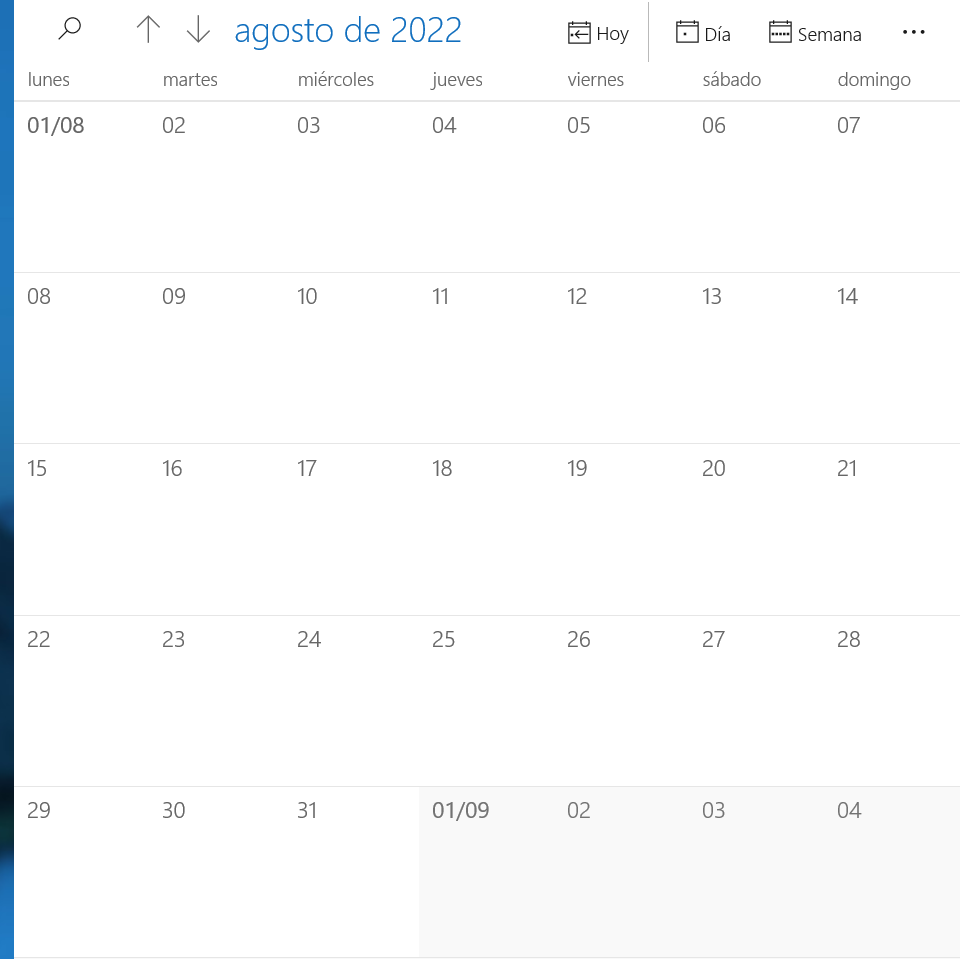 agosto de 2022 Hoy Día Semana
lunes martes miércoles jueves viernes sábado domingo
01/08 02 03 04 05 06 07
08 09 10 11 12 13 14
15 16 17 18 19 20 21
22 23 24 25 26 27 28
29 30 31 01/09 02 03 04